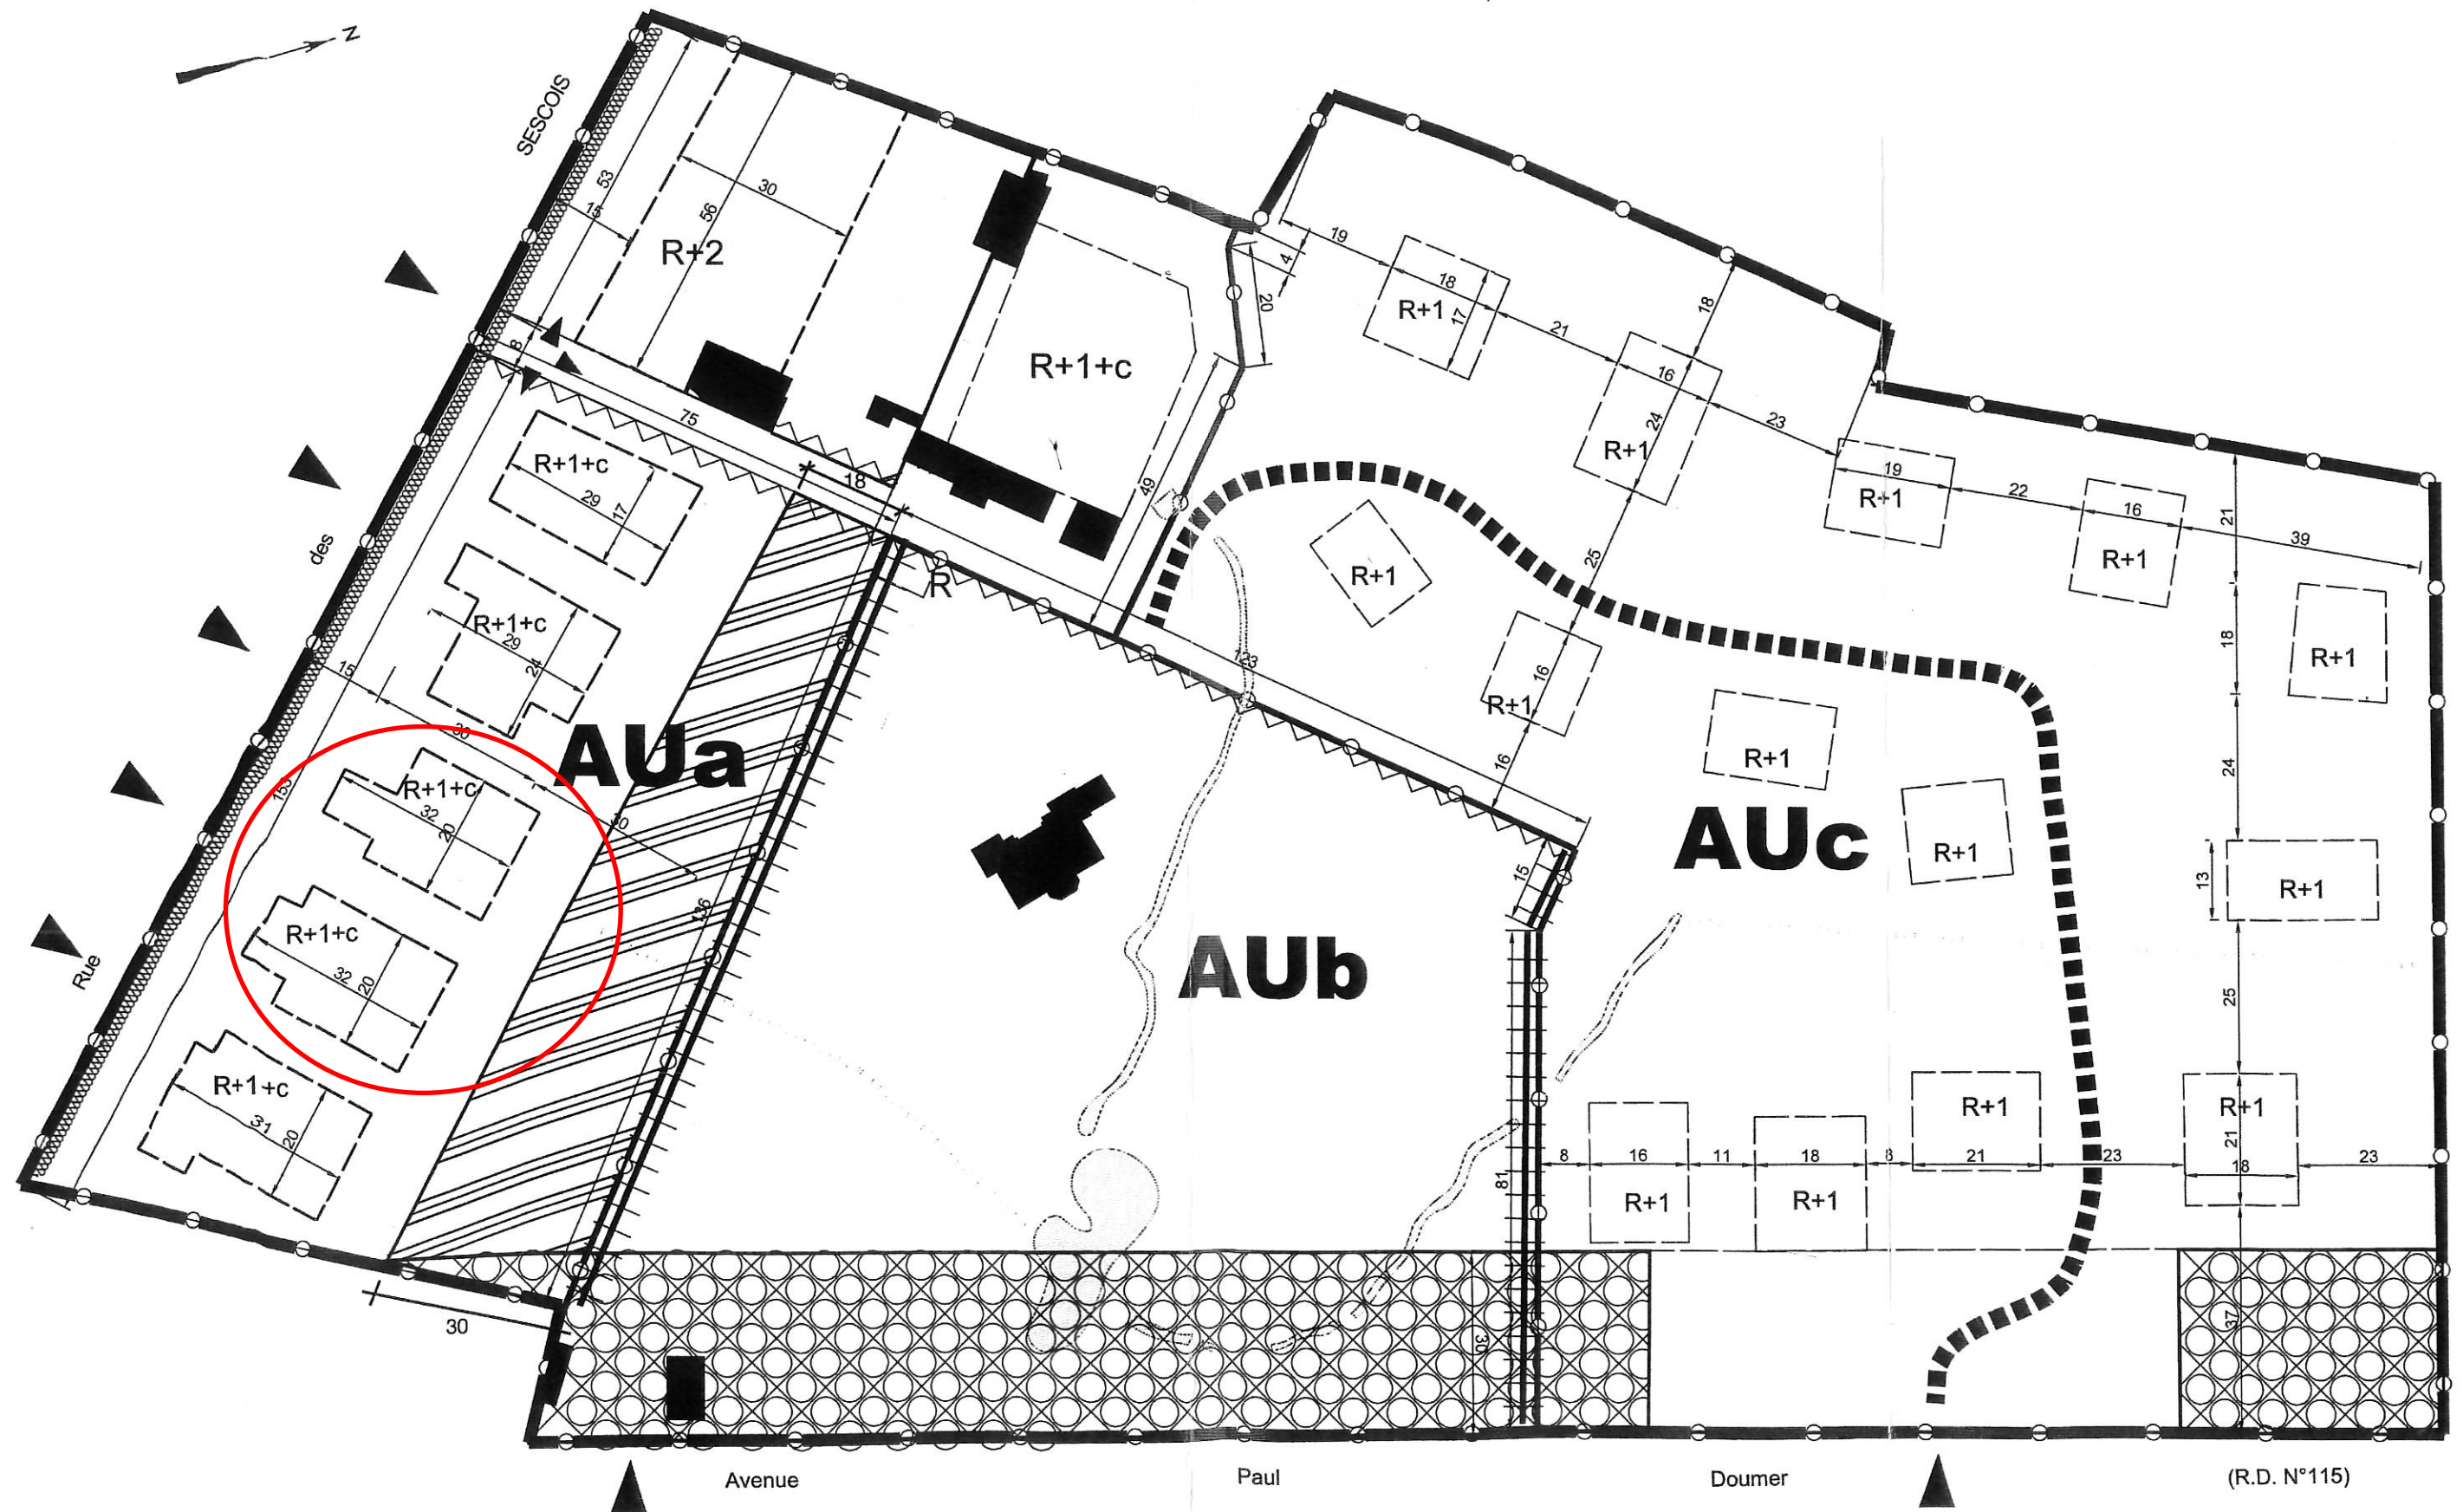 N
SESCOIS
53
15
30
56
R+2
8
75
18
R+1+c
49
20
4
19
18
17
R+1
21
16
24
R+1
18
23
19
R+1
22
16
R+1
39
21
18
24
R+1
25
R+1
R+1
16
16
R+1
R+1
123
R
R+1+c
29
17
des
R+1+c
29
24
15
30
AUa
30
153
R+1+c
32
20
R+1+c
32
20
136
Rue
R+1+c
31
20
30
AUb
AUc
15
81
13
R+1
25
8
16
R+1
11
18
R+1
8
21
R+1
23
R+1
21
18
23
30
37
Avenue
Paul
Doumer
(R.D. N°115)